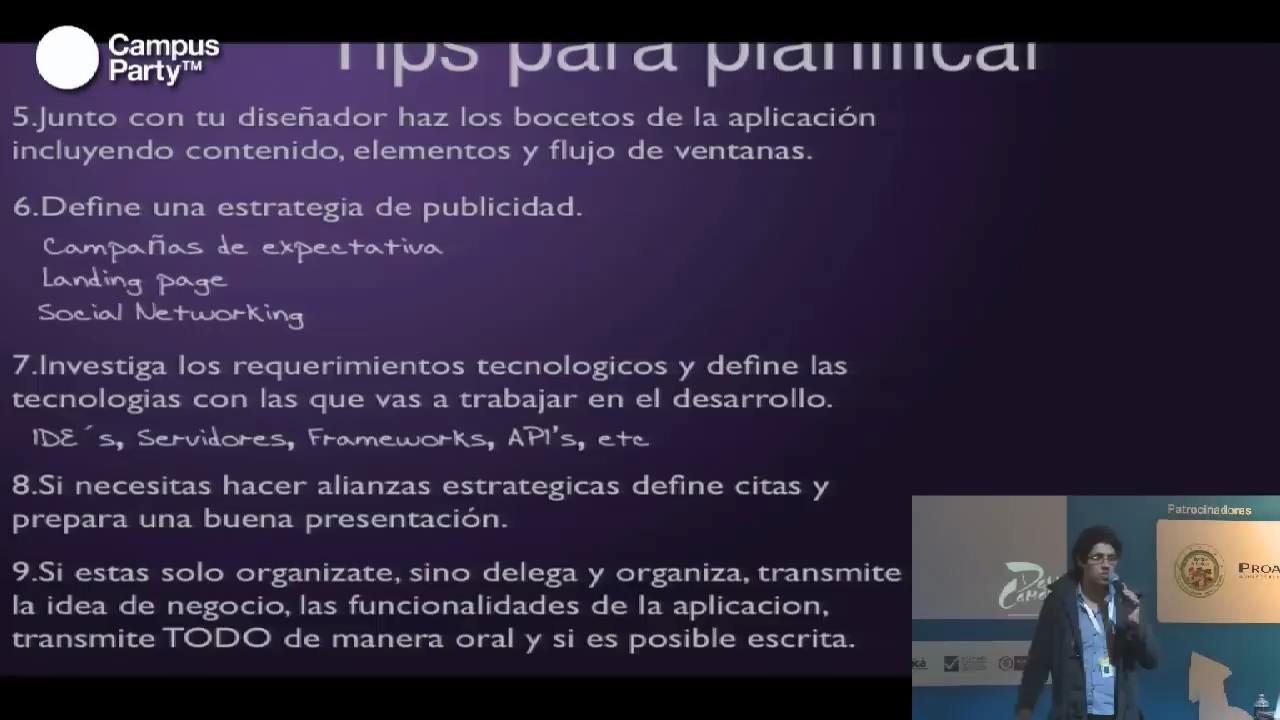 Campus
Party™
Tips para planificar
5.Junto con tu diseñador haz los bocetos de la aplicación
incluyendo contenido, elementos y flujo de ventanas.
6.Define una estrategia de publicidad.
Campañas de expectativa
Landing page
Social Networking
7.Investiga los requerimientos tecnologicos y define las
tecnologias con las que vas a trabajar en el desarrollo.
IDE´s, Servidores, Frameworks, API's, etc
8.Si necesitas hacer alianzas estrategicas define citas y
prepara una buena presentación.
9.Si estas solo organizate, sino delega y organiza, transmite
la idea de negocio, las funcionalidades de la aplicacion,
transmite TODO de manera oral y si es posible escrita.
Patrocinadores